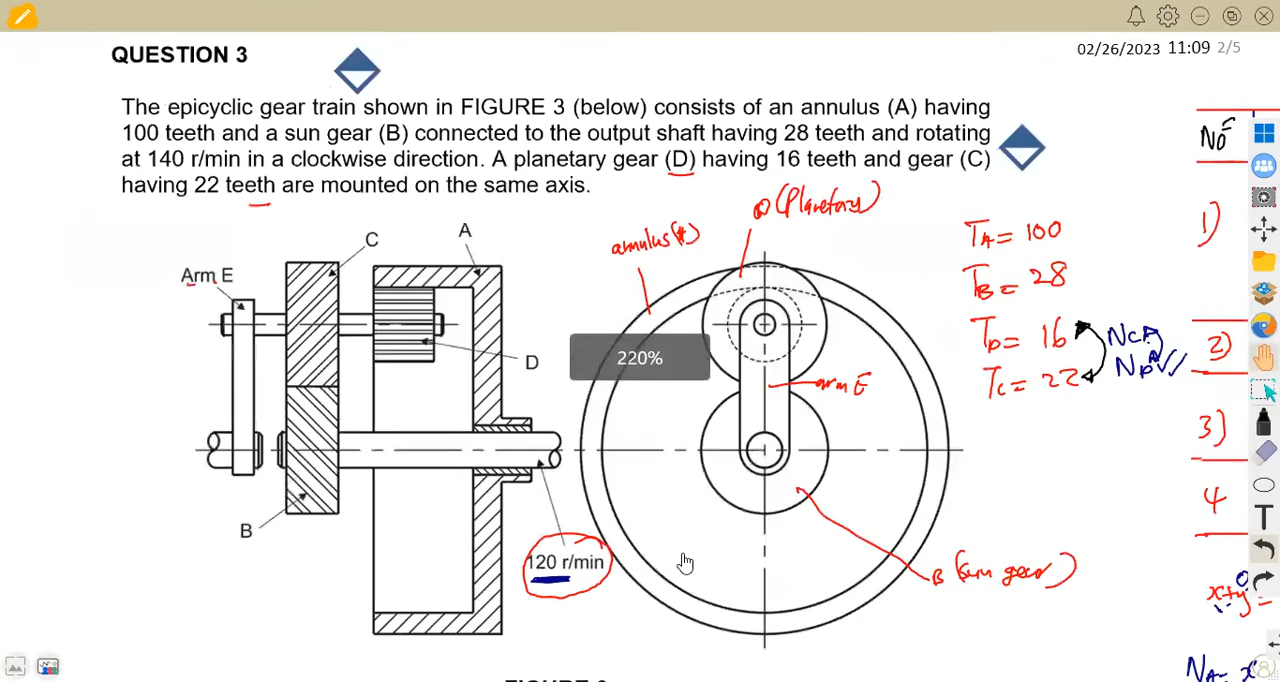 02/26/2023 11:09 2/5
QUESTION 3
The epicyclic gear train shown in FIGURE 3 (below) consists of an annulus (A) having
100 teeth and a sun gear (B) connected to the output shaft having 28 teeth and rotating
at 140 r/min in a clockwise direction. A planetary gear (D) having 16 teeth and gear (C)
having 22 teeth are mounted on the same axis.
D (Planetary)
annulus(A)
C
A
Arm E
D
220%
arm E
B
120 r/min
B (sun gear)
TA = 100
TB = 28
TD = 16
TC = 22
NC
ND
1)
2)
3)
4
x+y =
T